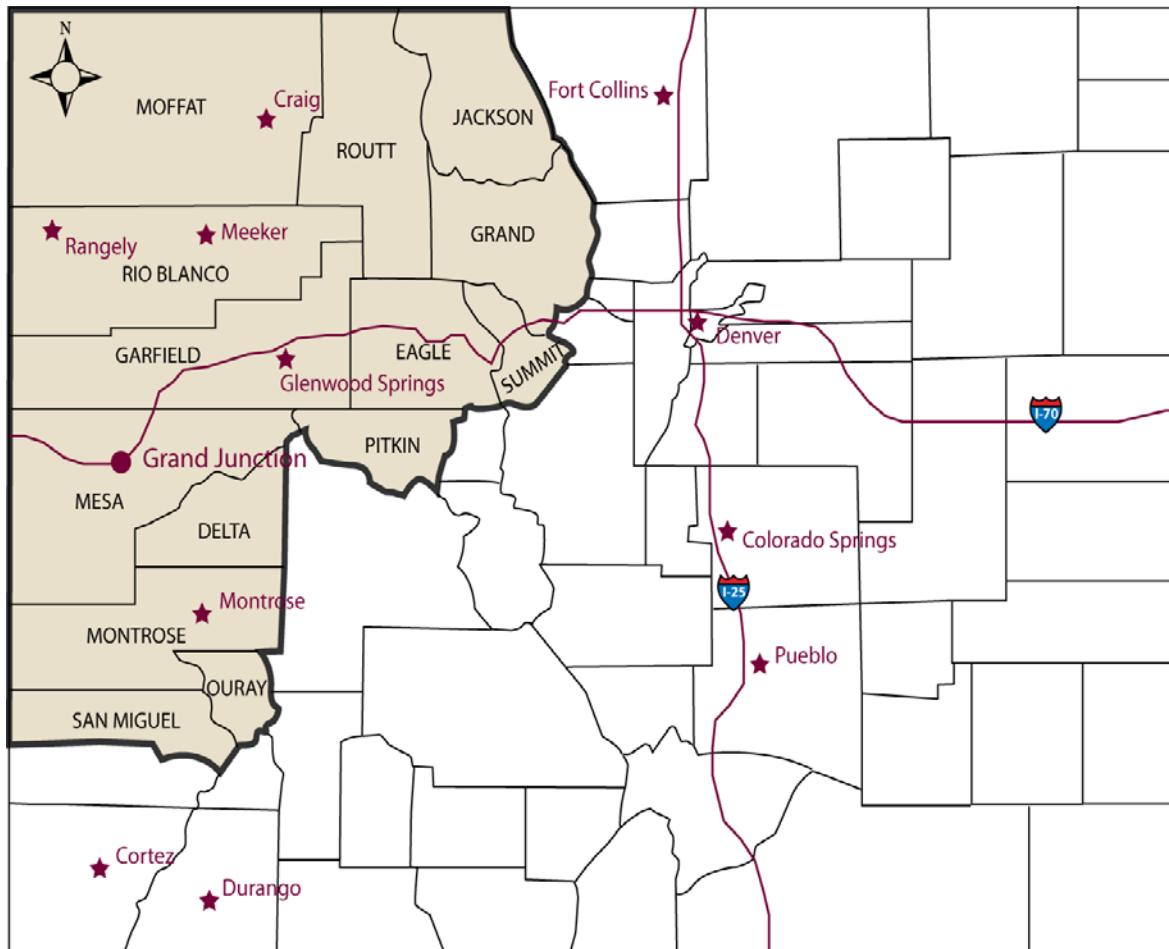 N
Fort Collins
Craig
MOFFAT
JACKSON
ROUTT
Rangely
Meeker
GRAND
RIO BLANCO
Denver
GARFIELD
EAGLE
SUMMIT
Glenwood Springs
I-70
PITKIN
Grand Junction
MESA
DELTA
Colorado Springs
I-25
Montrose
MONTROSE
Pueblo
OURAY
SAN MIGUEL
Cortez
Durango